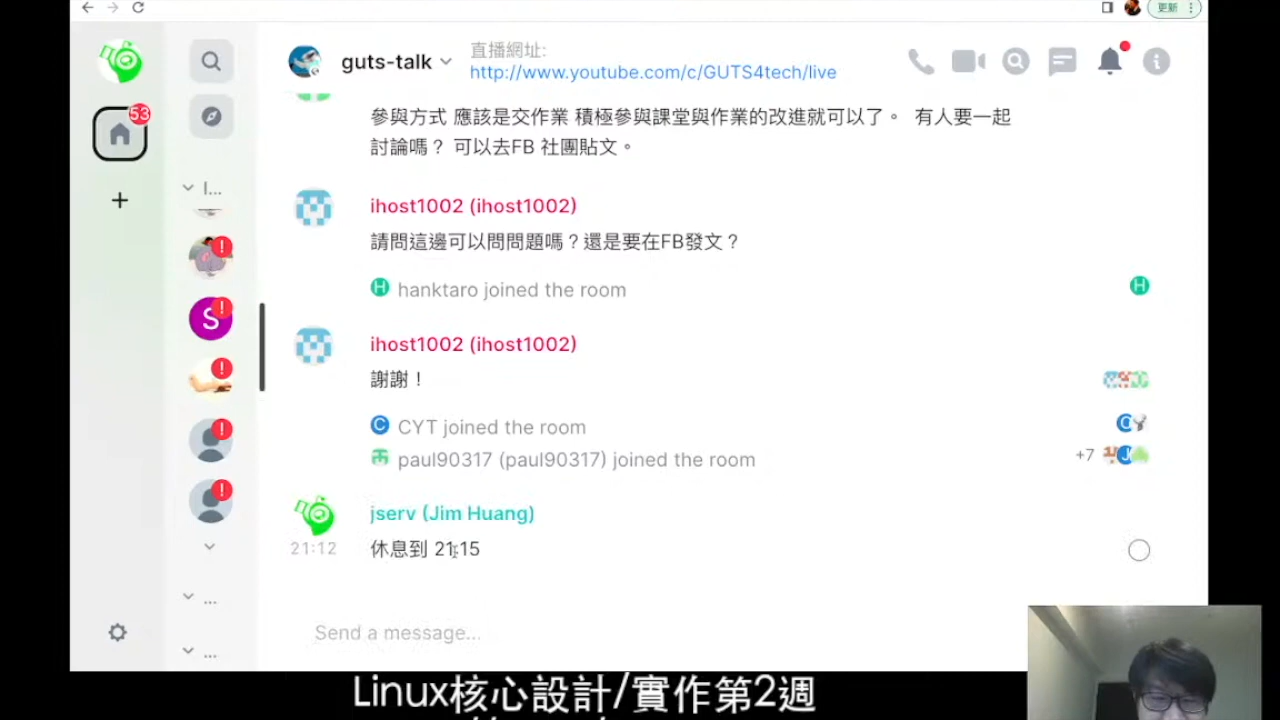 更新
53
guts-talk
直播網址:
http://www.youtube.com/c/GUTS4tech/live
參與方式 應該是交作業 積極參與課堂與作業的改進就可以了。 有人要一起
討論嗎? 可以去FB 社團貼文。
I...
ihost1002 (ihost1002)
請問這邊可以問問題嗎?還是要在FB發文?
H hanktaro joined the room H
S
ihost1002 (ihost1002)
謝謝!
C CYT joined the room C
paul90317 (paul90317) joined the room +7 J
jserv (Jim Huang)
21:12 休息到 21:15
...
Send a message...
...
Linux核心設計/實作第2週